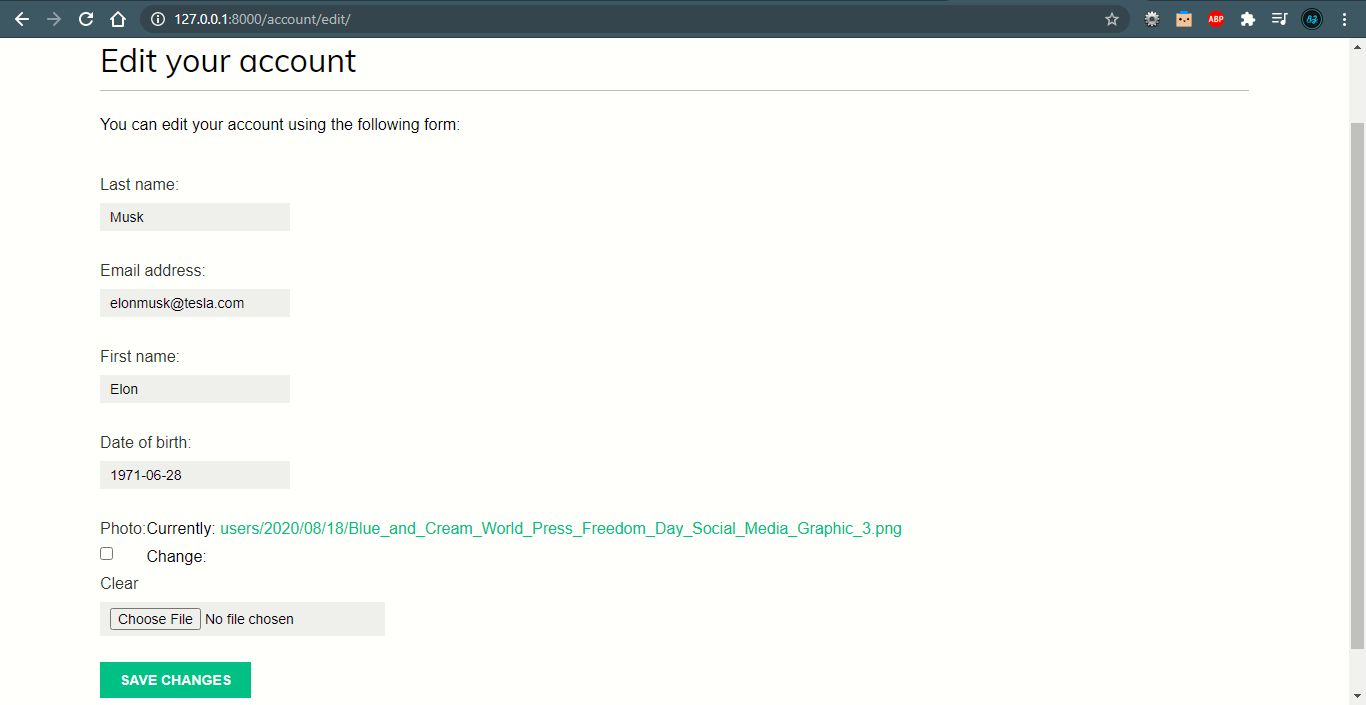 127.0.0.1:8000/account/edit/
ABP
Edit your account
You can edit your account using the following form:
Last name:
Musk
Email address:
elonmusk@tesla.com
First name:
Elon
Date of birth:
1971-06-28
Photo:Currently: users/2020/08/18/Blue_and_Cream_World_Press_Freedom_Day_Social_Media_Graphic_3.png
Change:
Clear
Choose File No file chosen
SAVE CHANGES